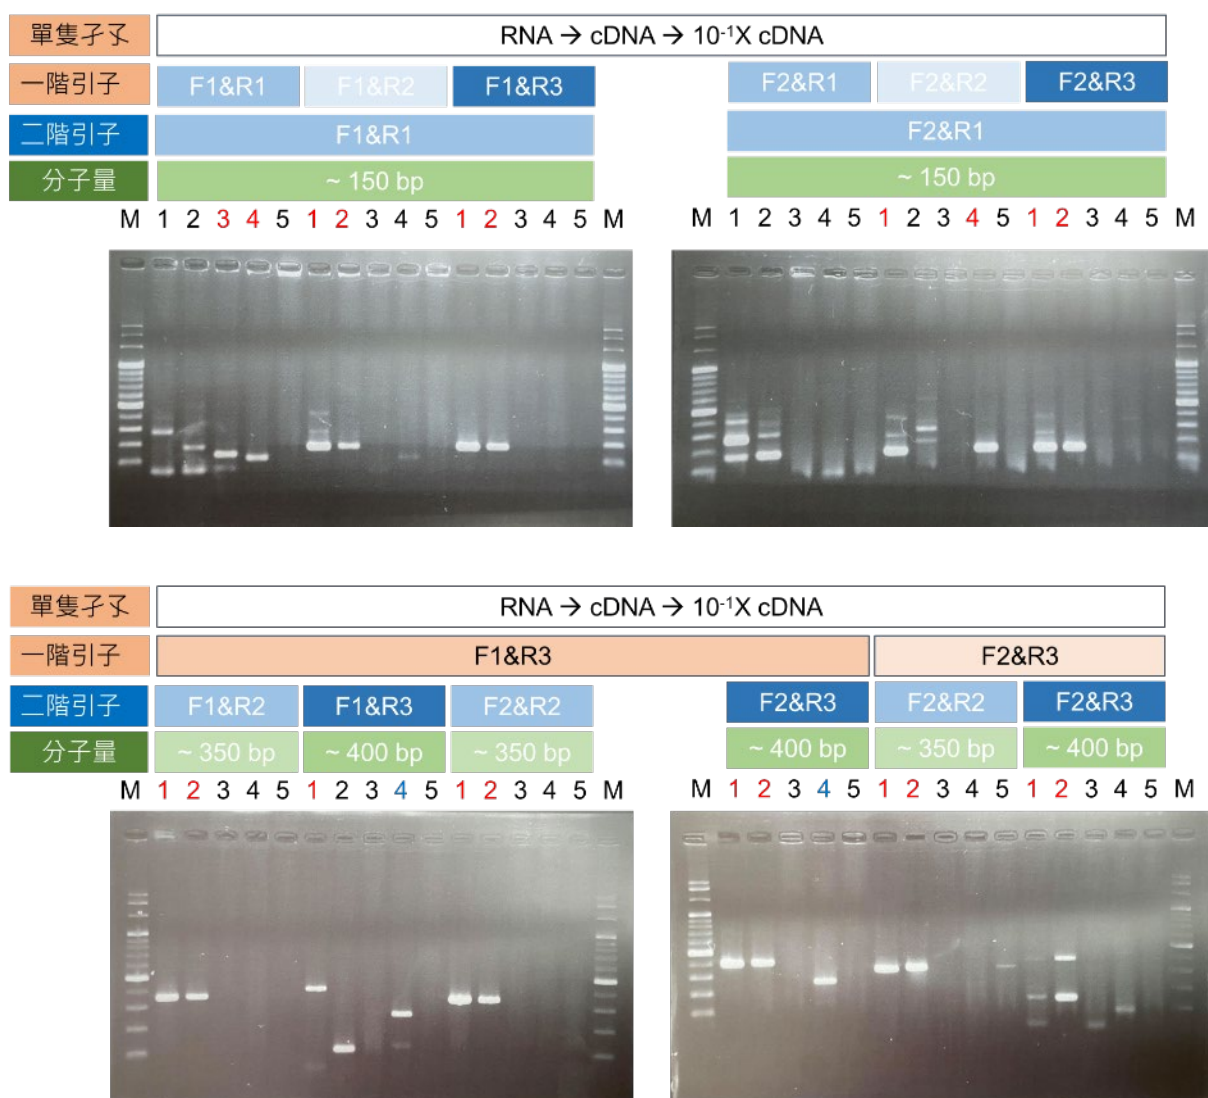 單隻孑孓 RNA → cDNA → 10⁻¹X cDNA
一階引子 F1&R1 F1&R2 F1&R3 F2&R1 F2&R2 F2&R3
二階引子 F1&R1 F2&R1
分子量 ~ 150 bp ~ 150 bp
M 1 2 3 4 5 1 2 3 4 5 1 2 3 4 5 M M 1 2 3 4 5 1 2 3 4 5 1 2 3 4 5 M
單隻孑孓 RNA → cDNA → 10⁻¹X cDNA
一階引子 F1&R3 F2&R3
二階引子 F1&R2 F1&R3 F2&R2 F2&R3 F2&R2 F2&R3
分子量 ~ 350 bp ~ 400 bp ~ 350 bp ~ 400 bp ~ 350 bp ~ 400 bp
M 1 2 3 4 5 1 2 3 4 5 1 2 3 4 5 M M 1 2 3 4 5 1 2 3 4 5 1 2 3 4 5 M